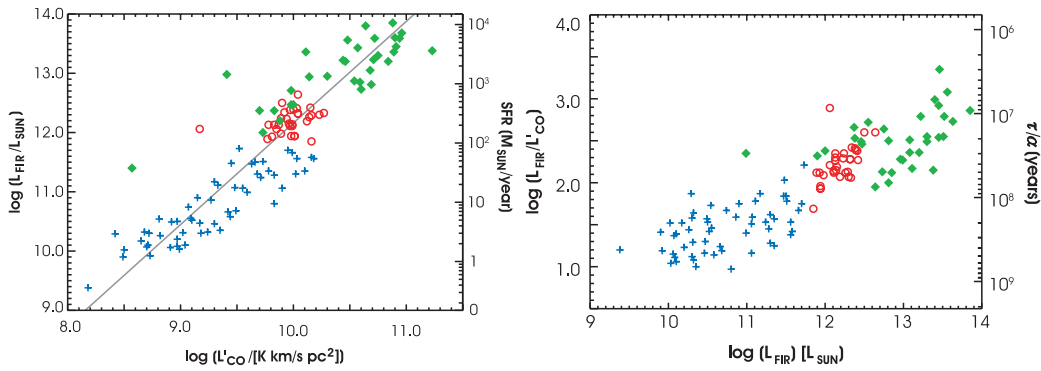 14.0
13.0
12.0
11.0
10.0
9.0
log (L_FIR/L_SUN)
8.0 9.0 10.0 11.0
log (L'_CO/[K km/s pc²])
10⁴
10³
10²
10
1
0
SFR (M_SUN/year)
4.0
3.0
2.0
1.0
log (L_FIR/L'_CO)
9 10 11 12 13 14
log (L_FIR) [L_SUN]
10⁶
10⁷
10⁸
10⁹
τ/α (years)